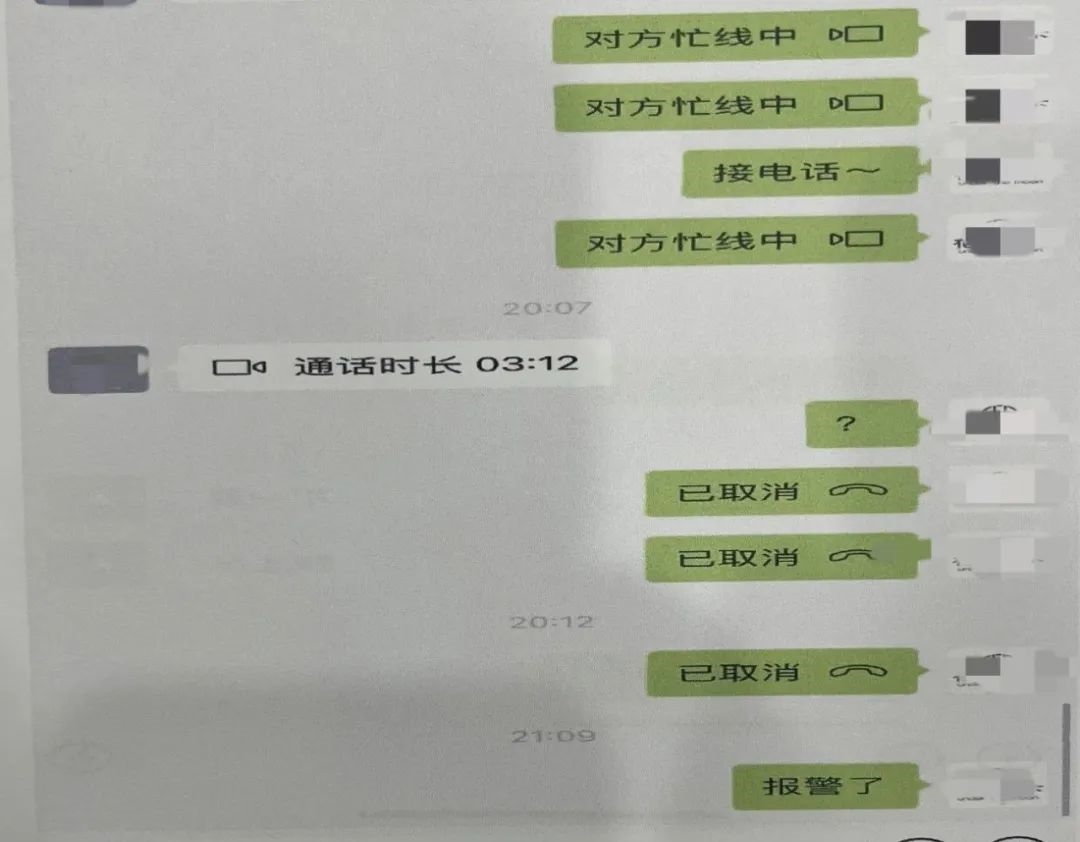 对方忙线中
对方忙线中
接电话～
对方忙线中
20:07
通话时长 03:12
?
已取消
已取消
20:12
已取消
21:09
报警了